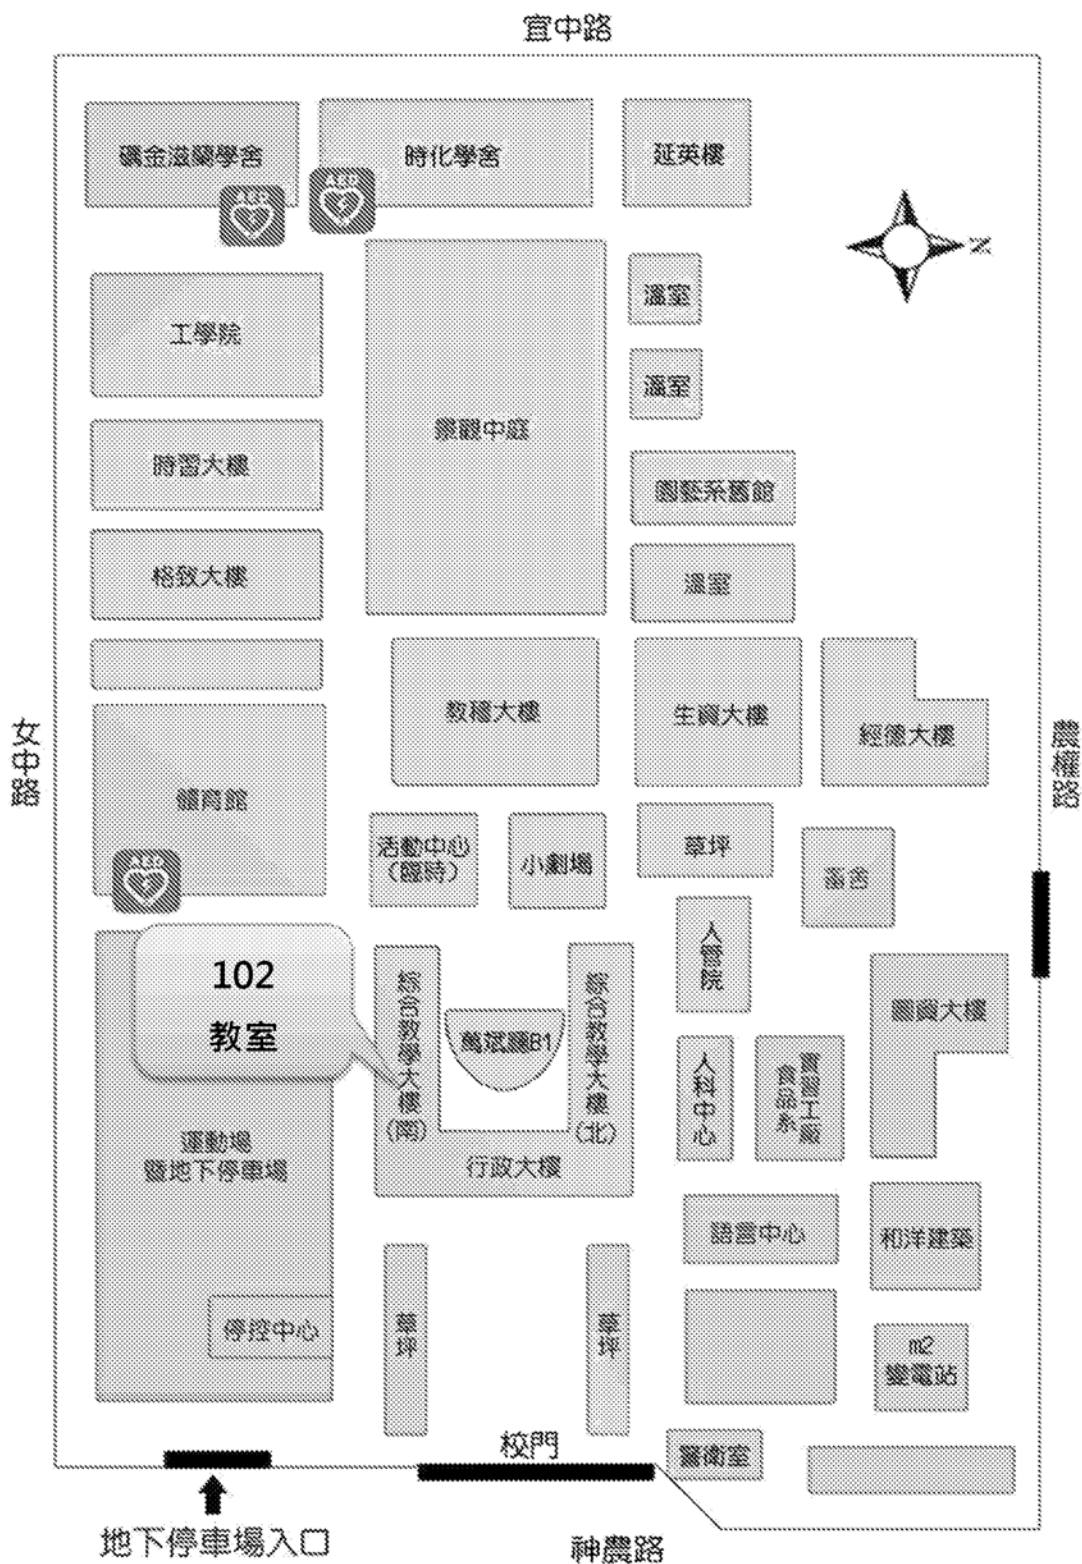 宜中路
礪金滋蘭學舍
時化學舍
延英樓
AED
AED
N
溫室
工學院
溫室
景觀中庭
時習大樓
園藝系舊館
格致大樓
溫室
教穡大樓
生資大樓
經德大樓
女中路
農權路
體育館
活動中心
(臨時)
小劇場
草坪
畜舍
AED
人管院
102
教室
綜合教學大樓(南)
萬斌廳B1
綜合教學大樓(北)
圖資大樓
人科中心
食品系
實習工廠
運動場
暨地下停車場
行政大樓
語言中心
和洋建築
停控中心
草坪
草坪
m2
變電站
校門
警衛室
地下停車場入口
神農路